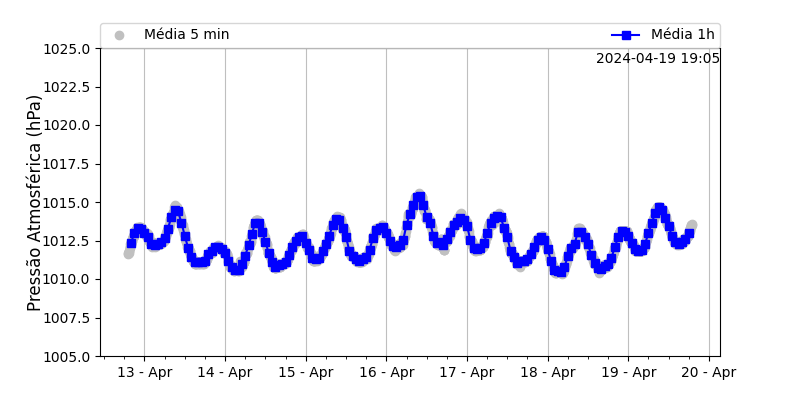 Média 5 min
Média 1h
2024-04-19 19:05
Pressão Atmosférica (hPa)
1025.0
1022.5
1020.0
1017.5
1015.0
1012.5
1010.0
1007.5
1005.0
13 - Apr
14 - Apr
15 - Apr
16 - Apr
17 - Apr
18 - Apr
19 - Apr
20 - Apr